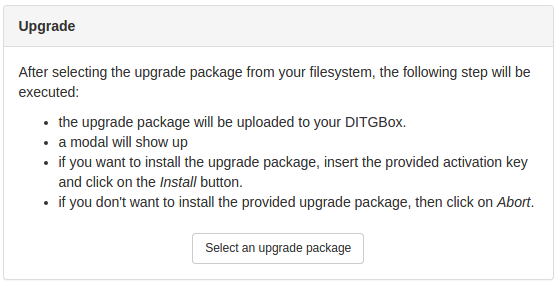 Upgrade
After selecting the upgrade package from your filesystem, the following step will be
executed:
• the upgrade package will be uploaded to your DITGBox.
• a modal will show up
• if you want to install the upgrade package, insert the provided activation key
and click on the Install button.
• if you don't want to install the provided upgrade package, then click on Abort.
Select an upgrade package